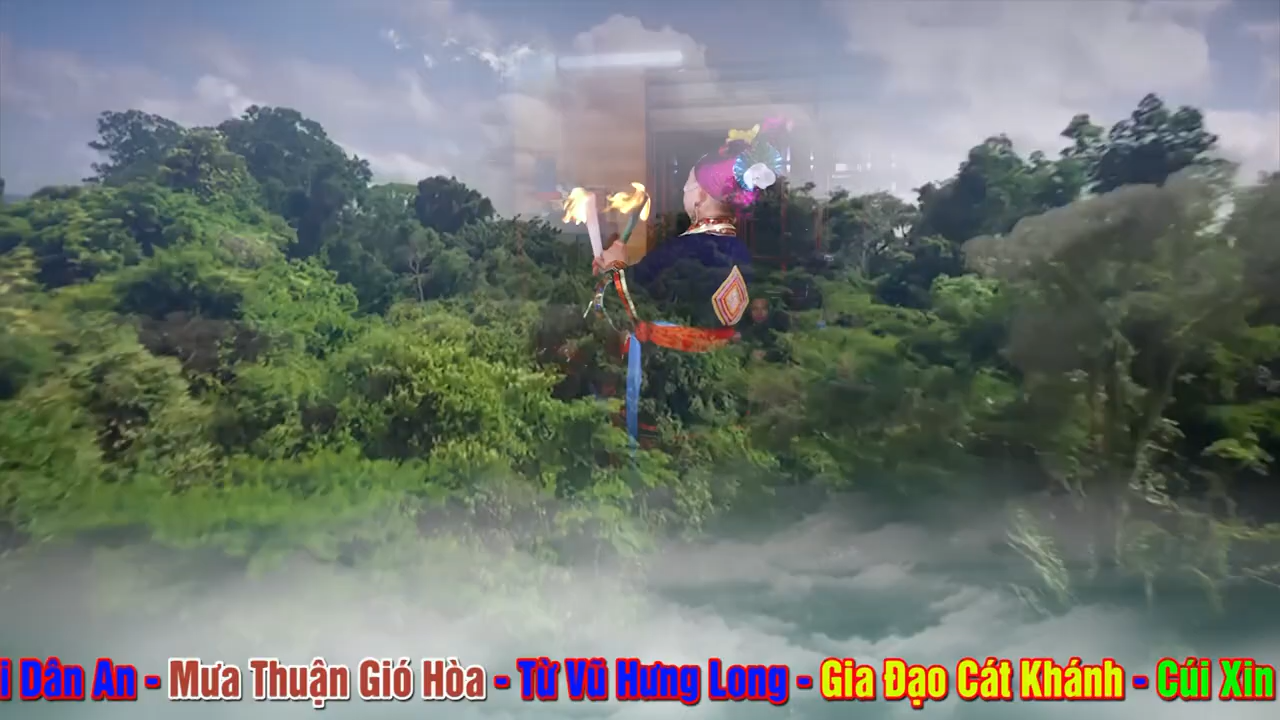 i Dân An - Mưa Thuận Gió Hòa - Từ Vũ Hưng Long - Gia Đạo Cát Khánh - Cúi Xin